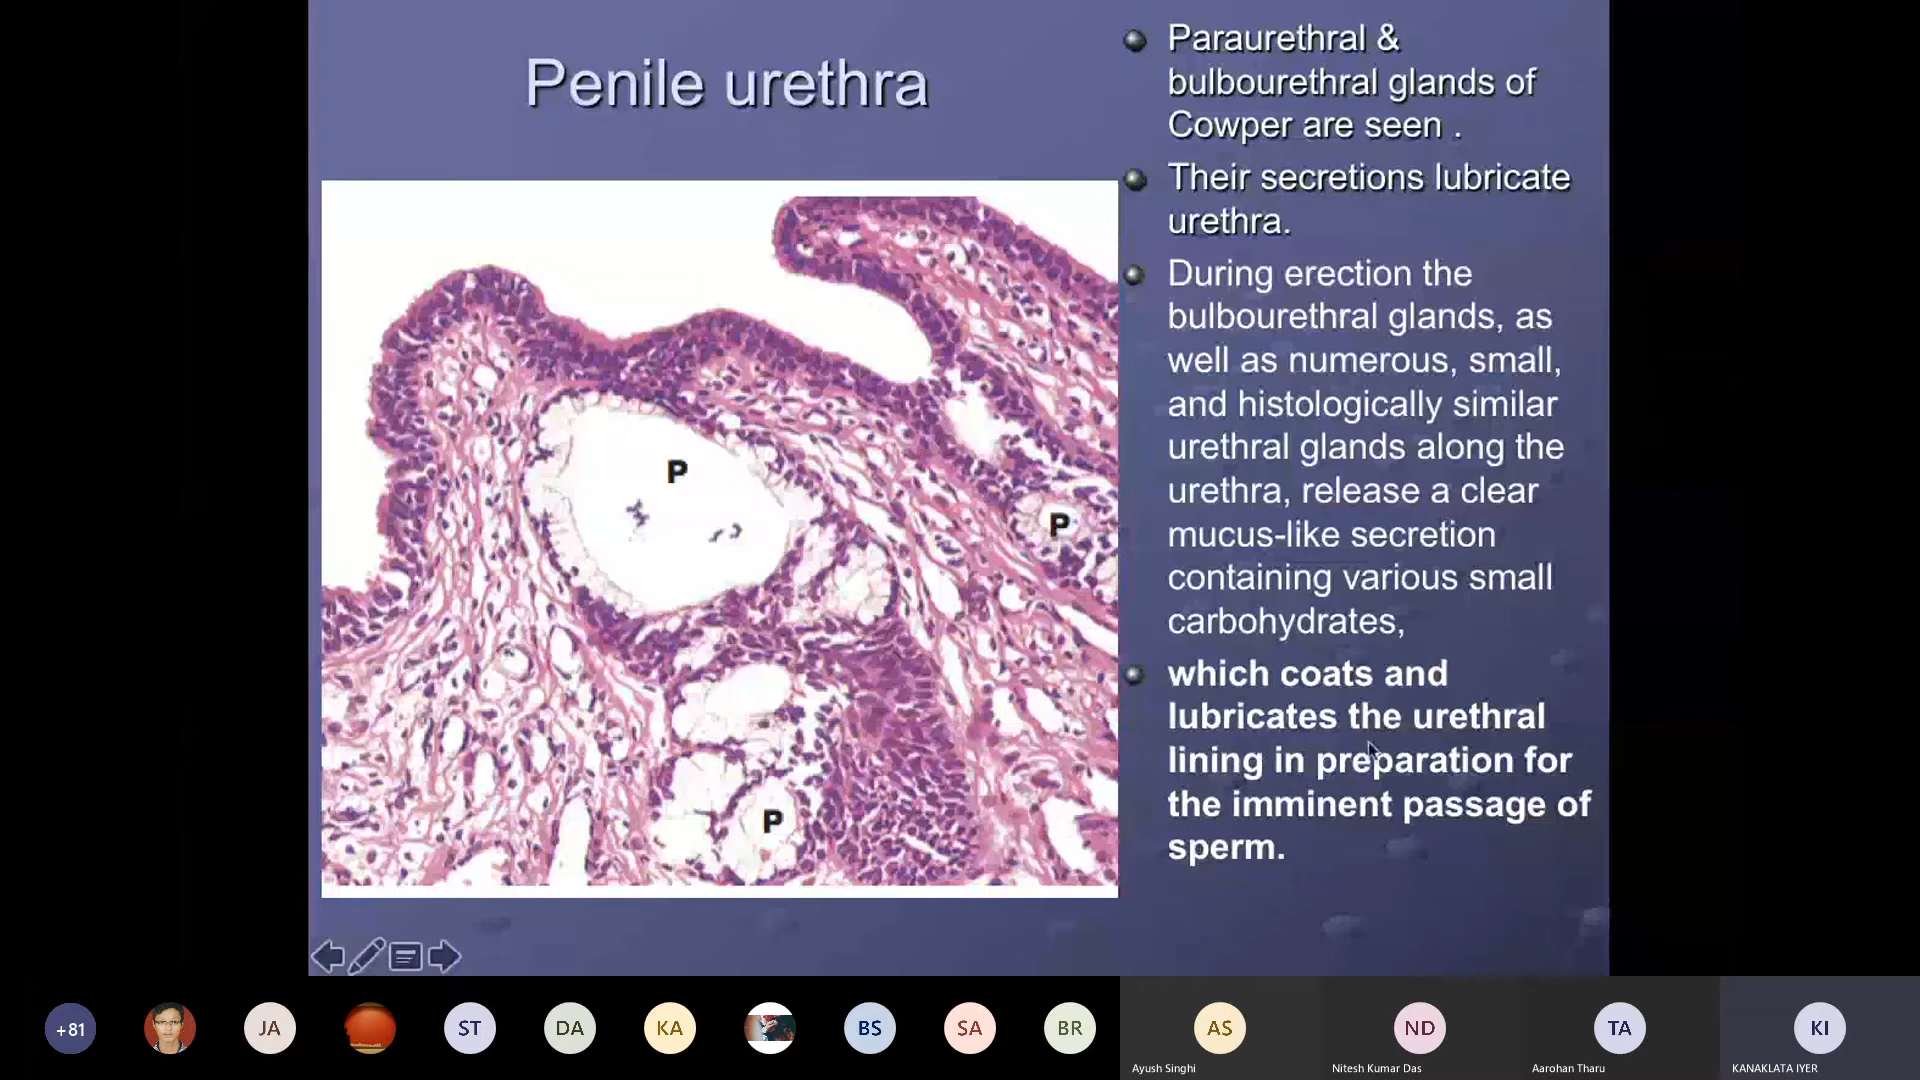 Penile urethra
Paraurethral &
bulbourethral glands of
Cowper are seen .
Their secretions lubricate
urethra.
During erection the
bulbourethral glands, as
well as numerous, small,
and histologically similar
urethral glands along the
urethra, release a clear
mucus-like secretion
containing various small
carbohydrates,
which coats and
lubricates the urethral
lining in preparation for
the imminent passage of
sperm.
P
P
P
+81
JA
ST
DA
KA
BS
SA
BR
AS
ND
TA
KI
Ayush Singhi
Nitesh Kumar Das
Aarohan Tharu
KANAKLATA IYER